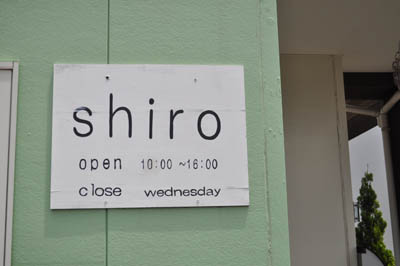 shiro
open 10:00 ~16:00
close wednesday